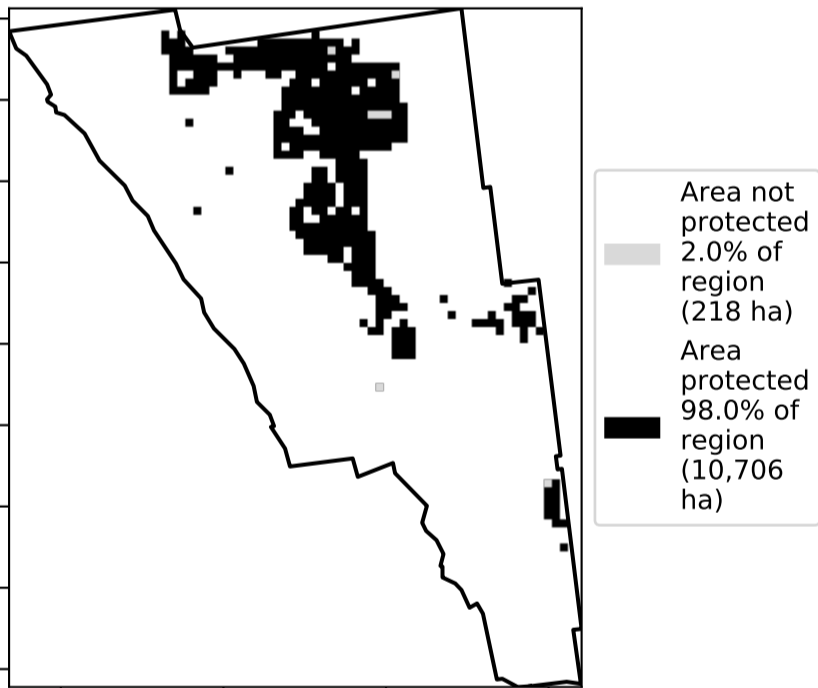 Area not
protected
2.0% of
region
(218 ha)
Area
protected
98.0% of
region
(10,706
ha)